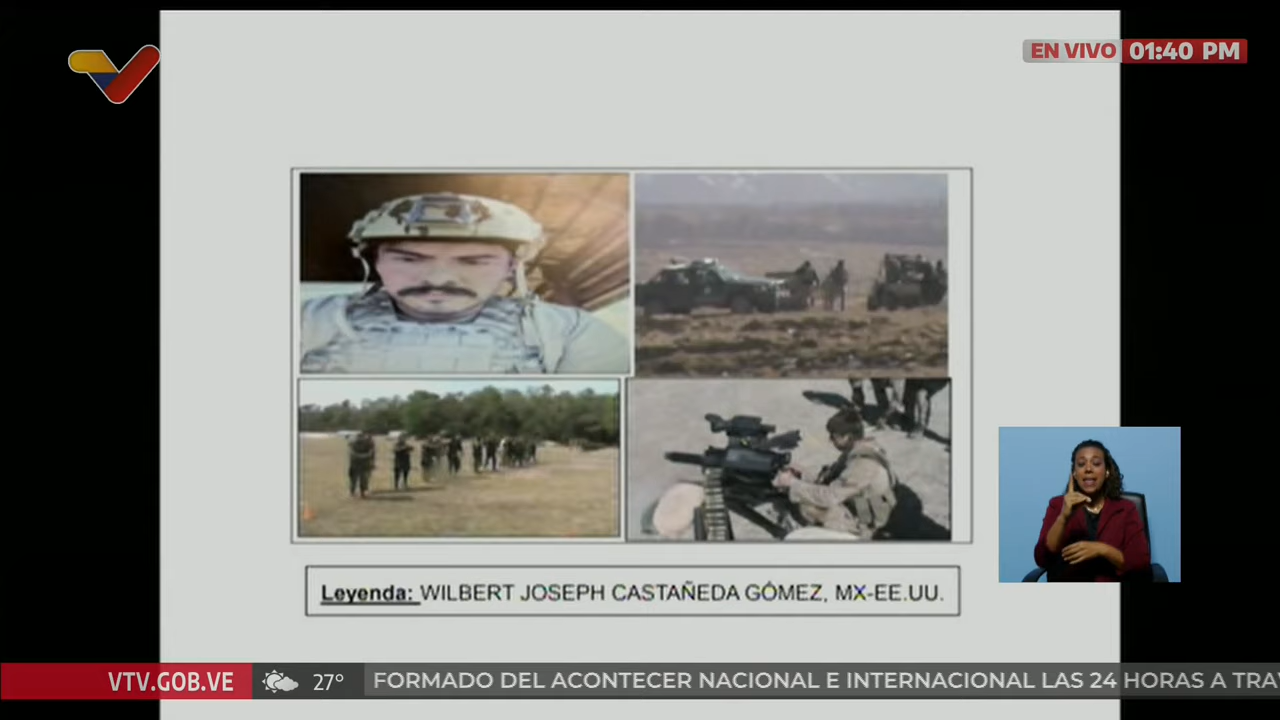 EN VIVO 01:40 PM
Leyenda: WILBERT JOSEPH CASTAÑEDA GÓMEZ, MX-EE.UU.
VTV.GOB.VE 27° FORMADO DEL ACONTECER NACIONAL E INTERNACIONAL LAS 24 HORAS A TRA